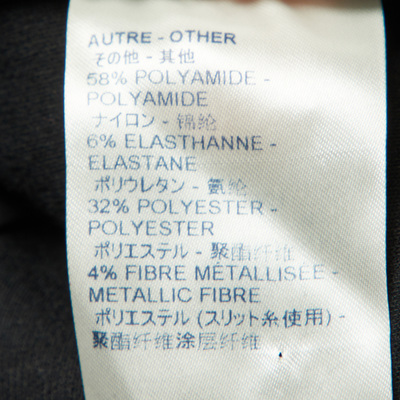 AUTRE - OTHER
その他 - 其他
58% POLYAMIDE -
POLYAMIDE
ナイロン - 锦纶
6% ELASTHANNE -
ELASTANE
ポリウレタン - 氨纶
32% POLYESTER -
POLYESTER
ポリエステル - 聚酯纤维
4% FIBRE MÉTALLISÉE -
METALLIC FIBRE
ポリエステル (スリット糸使用) -
聚酯纤维涂层纤维